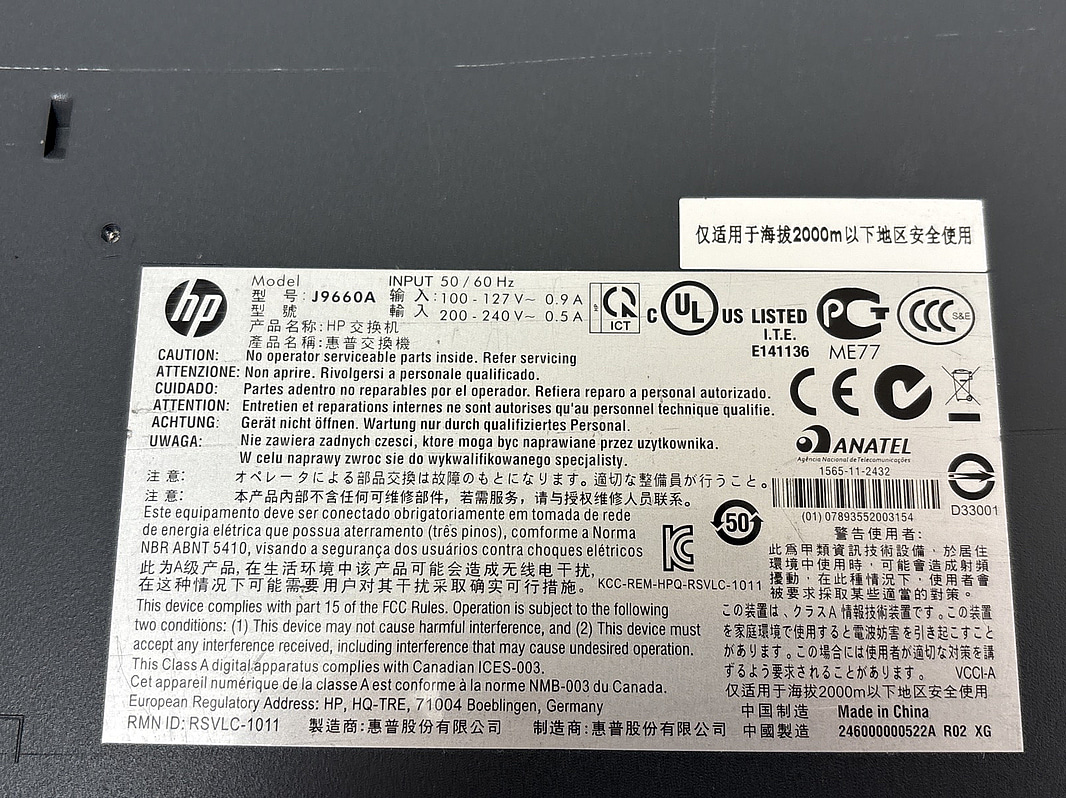 仅适用于海拔2000m以下地区安全使用
hp
Model INPUT 50/60 Hz
型 号: J9660A 输 入:100 - 127 V~ 0.9 A
型 號 輸 入 200 - 240 V~ 0.5 A
产品名称:HP 交换机
產品名稱:惠普交換機
ICT
C UL US LISTED
I.T.E.
E141136
ME77
CCC S&E
CAUTION: No operator serviceable parts inside. Refer servicing
ATTENZIONE: Non aprire. Rivolgersi a personale qualificato.
CUIDADO: Partes adentro no reparables por el operador. Refiera reparo a personal autorizado.
ATTENTION: Entretien et reparations internes ne sont autorises qu'au personnel technique qualifie.
ACHTUNG: Gerät nicht öffnen. Wartung nur durch qualifiziertes Personal.
UWAGA: Nie zawiera zadnych czesci, ktore moga byc naprawiane przez uzytkownika.
W celu naprawy zwroc sie do wykwalifikowanego specjalisty.
注 意: オペレータによる部品交換は故障のもとです。適切な整備員が行うこと。
注 意: 本产品內部不含任何可维修部件，若需服务，请与授权维修人员联系。
CE
ANATEL
Agência Nacional de Telecomunicações
1565-11-2432
(01) 07893552003154
D33001
50
Este equipamento deve ser conectado obrigatoriamente em tomada de rede
de energia elétrica que possua aterramento (três pinos), conforme a Norma
NBR ABNT 5410, visando a segurança dos usuários contra choques elétricos
此为A级产品, 在生活环境中该产品可能会造成无线电干扰,
在这种情况下可能需要用户对其干扰采取确实可行措施。
KCC-REM-HPQ-RSVLC-1011
警告使用者:
此為甲類資訊技術設備，於居住
環境中使用時，可能會造成射頻
擾動，在此種情況下，使用者會
被要求採取某些適當的對策。
This device complies with part 15 of the FCC Rules. Operation is subject to the following
two conditions: (1) This device may not cause harmful interference, and (2) This device must
accept any interference received, including interference that may cause undesired operation.
This Class A digital apparatus complies with Canadian ICES-003.
Cet appareil numérique de la classe A est conforme à la norme NMB-003 du Canada.
European Regulatory Address: HP, HQ-TRE, 71004 Boeblingen, Germany
RMN ID: RSVLC-1011 製造商:惠普股份有限公司 制造商:惠普股份有限公司
この装置は、クラスA 情報技術装置です。この装置
を家庭環境で使用すると電波妨害を引き起こすこと
があります。この場合には使用者が適切な対策を講
ずるよう要求されることがあります。 VCCI-A
仅适用于海拔2000m以下地区安全使用
中国制造 Made in China
中國製造 246000000522A R02 XG